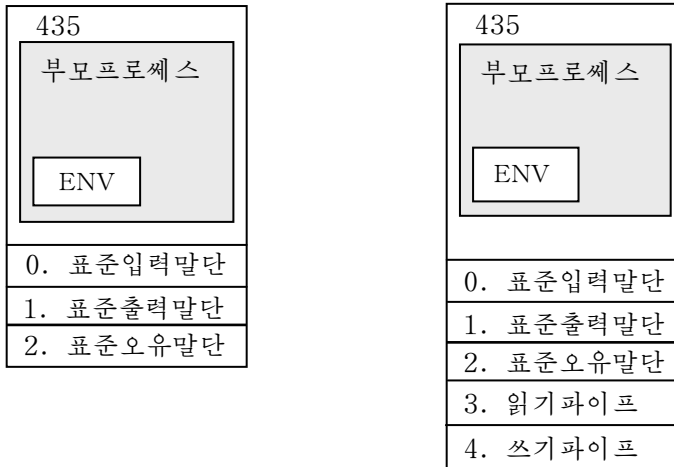 435
부모프로쎄스
ENV
0. 표준입력말단
1. 표준출력말단
2. 표준오유말단
435
부모프로쎄스
ENV
0. 표준입력말단
1. 표준출력말단
2. 표준오유말단
3. 읽기파이프
4. 쓰기파이프